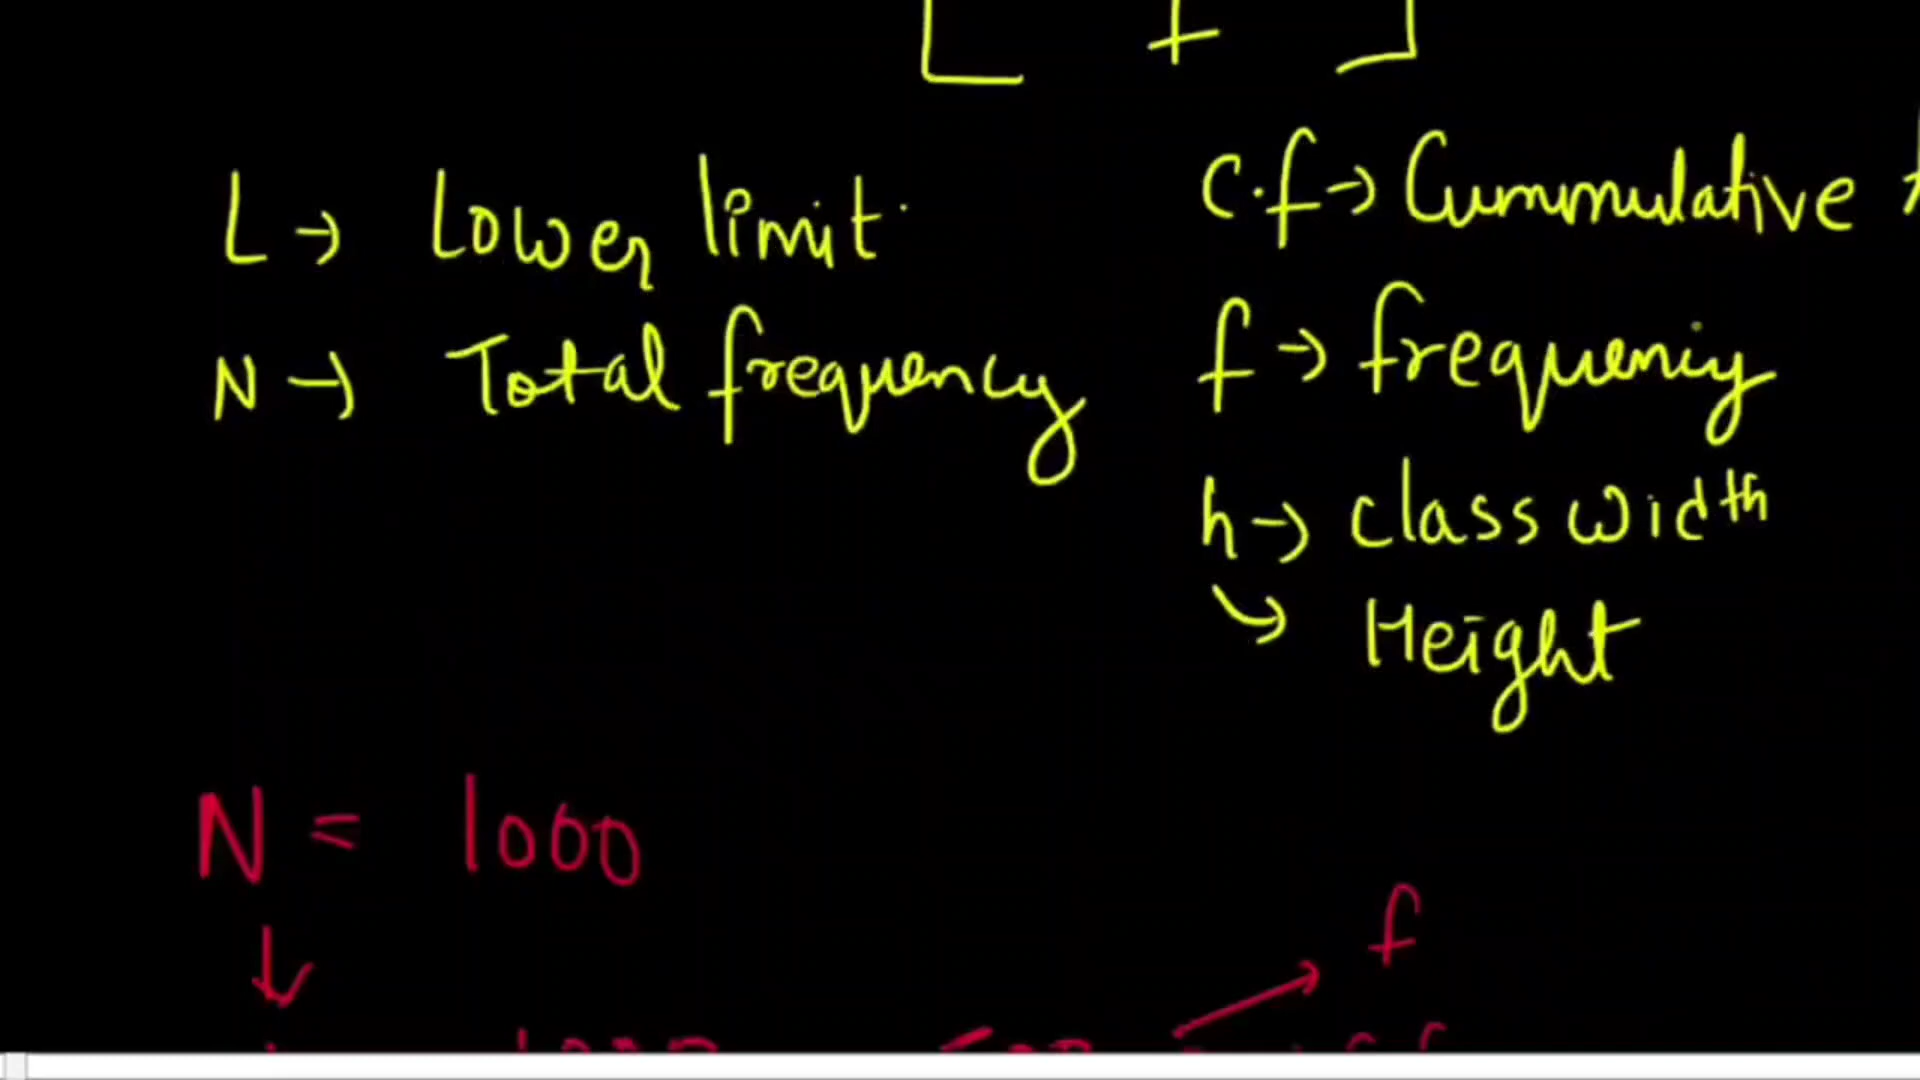 [ f ]
L → Lower limit
N → Total frequency
c.f → Cummulative
f → frequency
h → class width
→ Height
N = 1000
↓
f